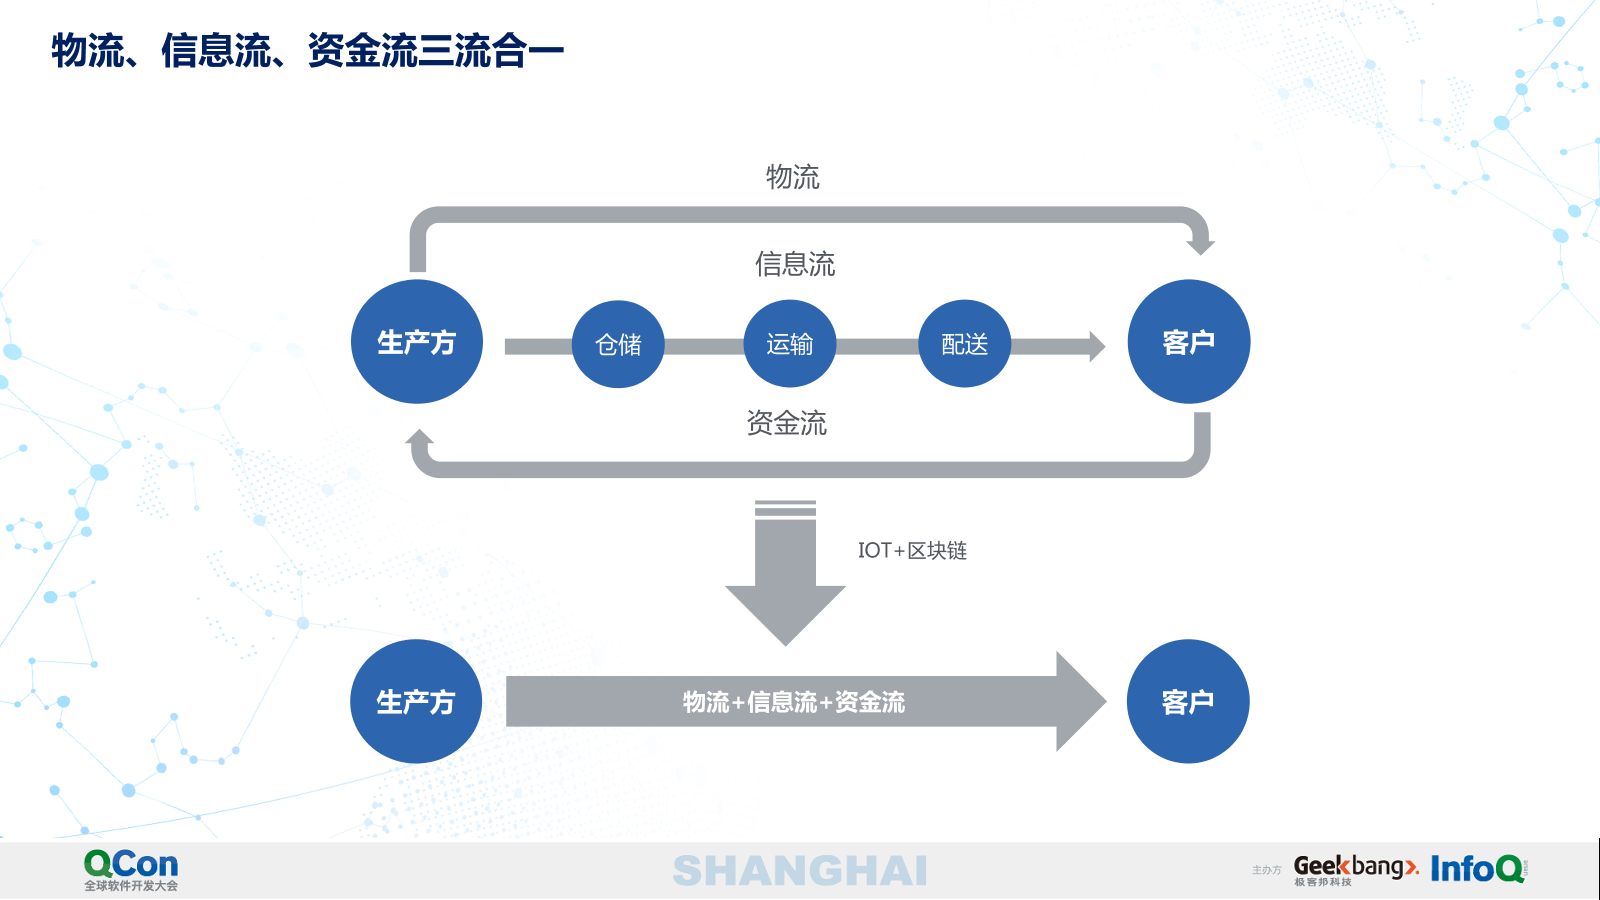 物流、信息流、资金流三流合一
物流
信息流
生产方
仓储
运输
配送
客户
资金流
IOT+区块链
生产方
物流+信息流+资金流
客户
QCon
全球软件开发大会
SHANGHAI
主办方
Geekbang>.
极客邦科技
InfoQ